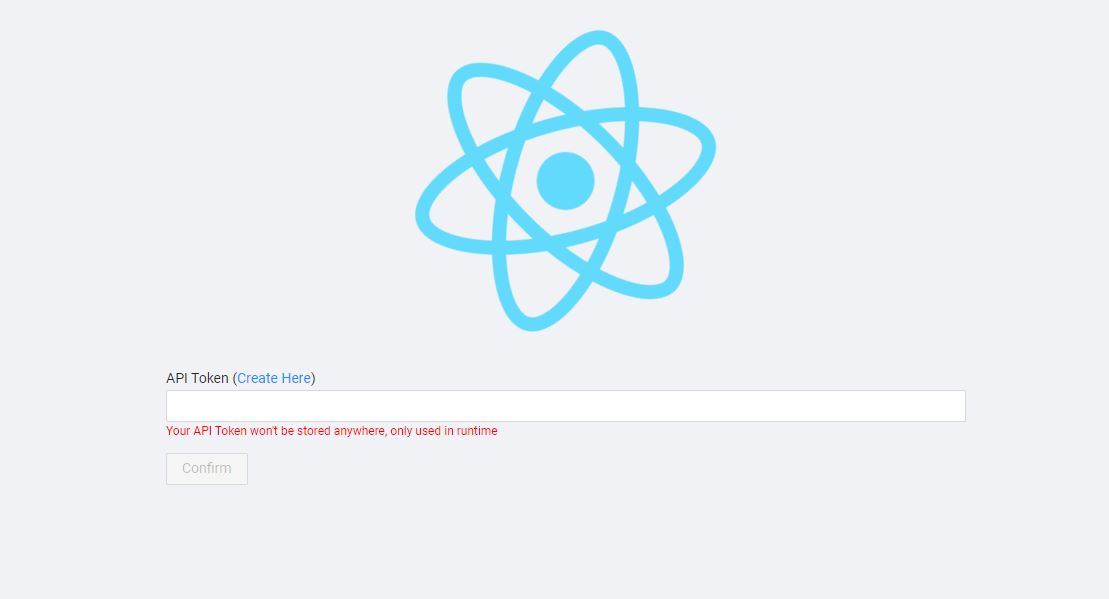 API Token (Create Here)
Your API Token won't be stored anywhere, only used in runtime
Confirm